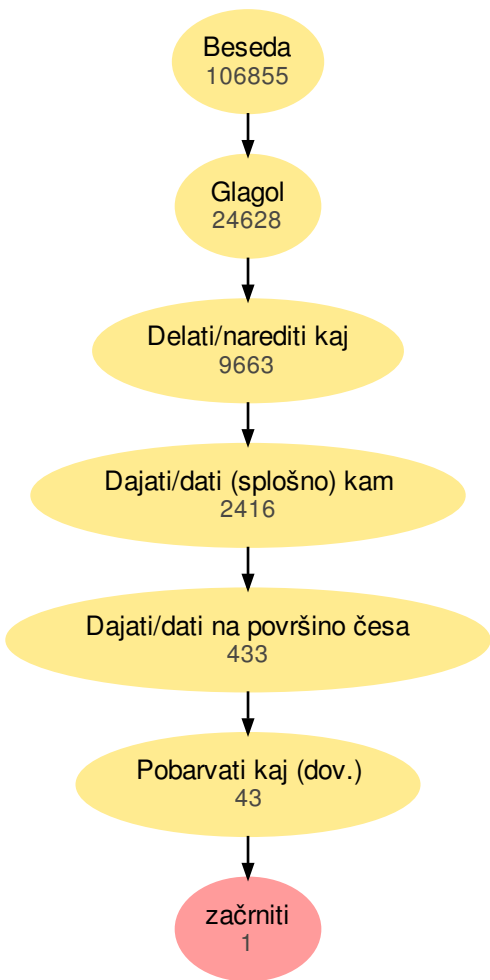 Beseda
106855
Glagol
24628
Delati/narediti kaj
9663
Dajati/dati (splošno) kam
2416
Dajati/dati na površino česa
433
Pobarvati kaj (dov.)
43
začrniti
1